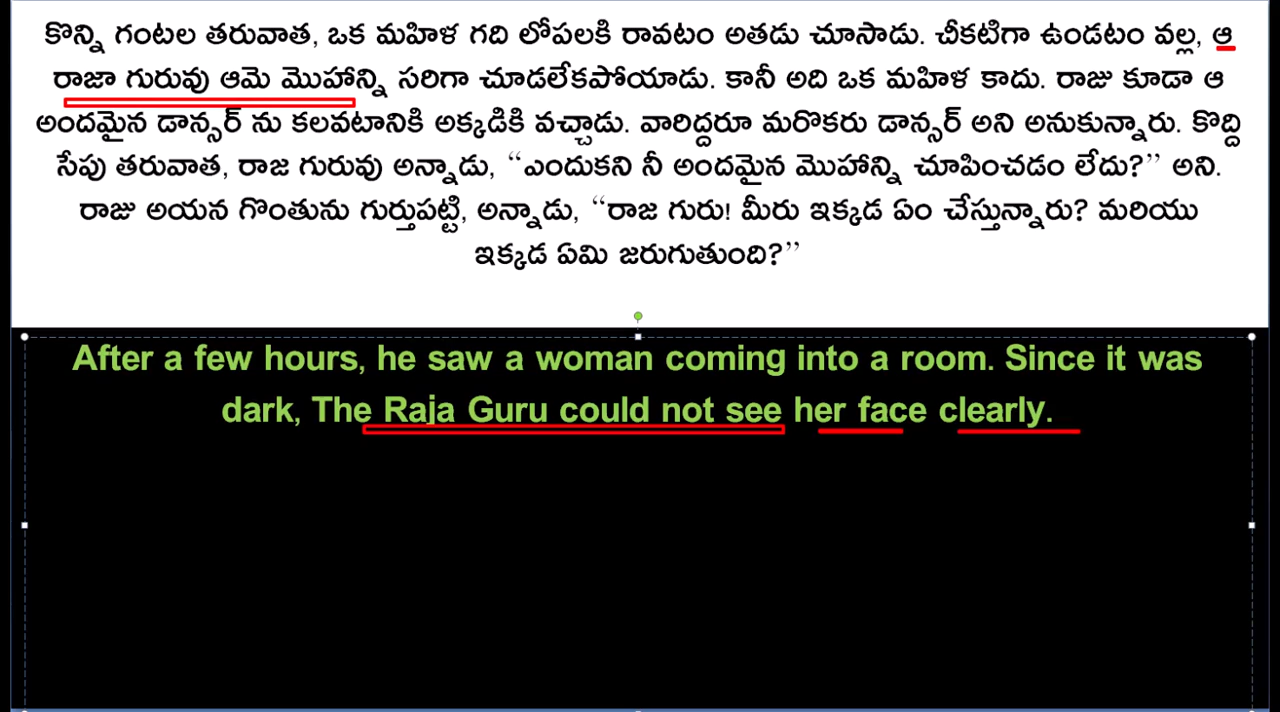 కొన్ని గంటల తరువాత, ఒక మహిళ గది లోపలకి రావటం అతడు చూసాడు. చీకటిగా ఉండటం వల్ల, ఆ
రాజా గురువు ఆమె మొహాన్ని సరిగా చూడలేకపోయాడు. కానీ అది ఒక మహిళ కాదు. రాజు కూడా ఆ
అందమైన డాన్సర్ ను కలవటానికి అక్కడికి వచ్చాడు. వారిద్దరూ మరొకరు డాన్సర్ అని అనుకున్నారు. కొద్ది
సేపు తరువాత, రాజ గురువు అన్నాడు, “ఎందుకని నీ అందమైన మొహాన్ని చూపించడం లేదు?” అని.
రాజు అయన గొంతును గుర్తుపట్టి, అన్నాడు, “రాజ గురు! మీరు ఇక్కడ ఏం చేస్తున్నారు? మరియు
ఇక్కడ ఏమి జరుగుతుంది?”
After a few hours, he saw a woman coming into a room. Since it was
dark, The Raja Guru could not see her face clearly.